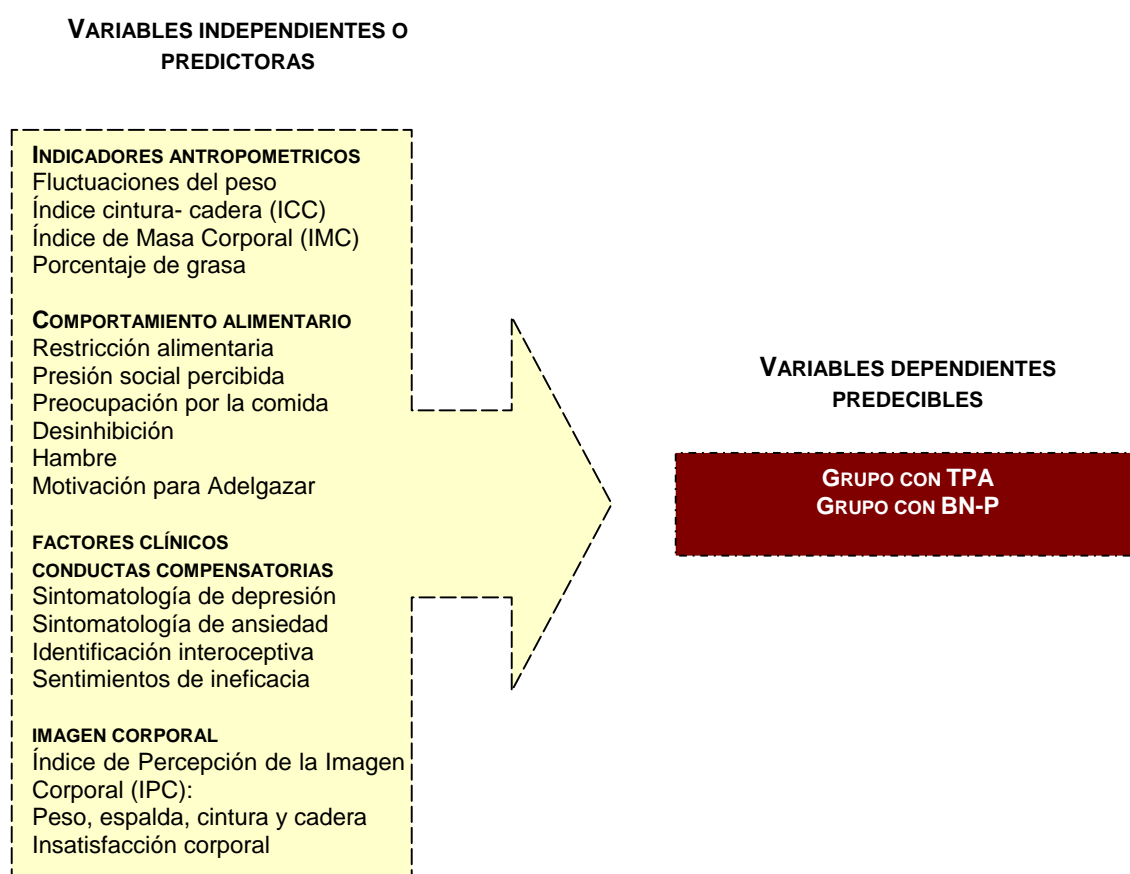 VARIABLES INDEPENDIENTES O
PREDICTORAS
INDICADORES ANTROPOMETRICOS
Fluctuaciones del peso
Índice cintura- cadera (ICC)
Índice de Masa Corporal (IMC)
Porcentaje de grasa
COMPORTAMIENTO ALIMENTARIO
Restricción alimentaria
Presión social percibida
Preocupación por la comida
Desinhibición
Hambre
Motivación para Adelgazar
FACTORES CLÍNICOS
CONDUCTAS COMPENSATORIAS
Sintomatología de depresión
Sintomatología de ansiedad
Identificación interoceptiva
Sentimientos de ineficacia
IMAGEN CORPORAL
Índice de Percepción de la Imagen
Corporal (IPC):
Peso, espalda, cintura y cadera
Insatisfacción corporal
VARIABLES DEPENDIENTES
PREDECIBLES
GRUPO CON TPA
GRUPO CON BN-P